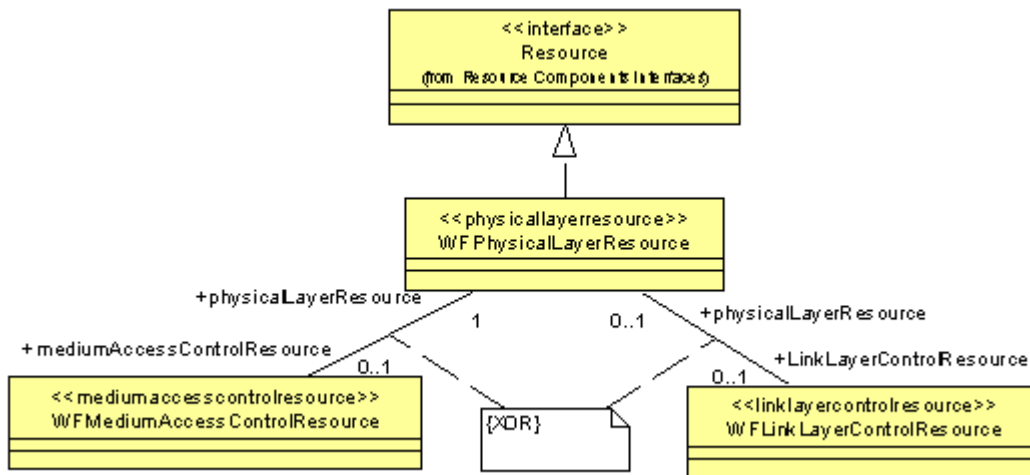 <<interface>>
Resource
(from Resource Components Interfaces)
<<physicallayerresource>>
WFPhysicalLayerResource
+physicalLayerResource
1
0..1
+physicalLayerResource
+mediumAccessControlResource
0..1
+LinkLayerControlResource
0..1
<<mediumaccesscontrolresource>>
WFMediumAccessControlResource
{XOR}
<<linklayercontrolresource>>
WFLinkLayerControlResource